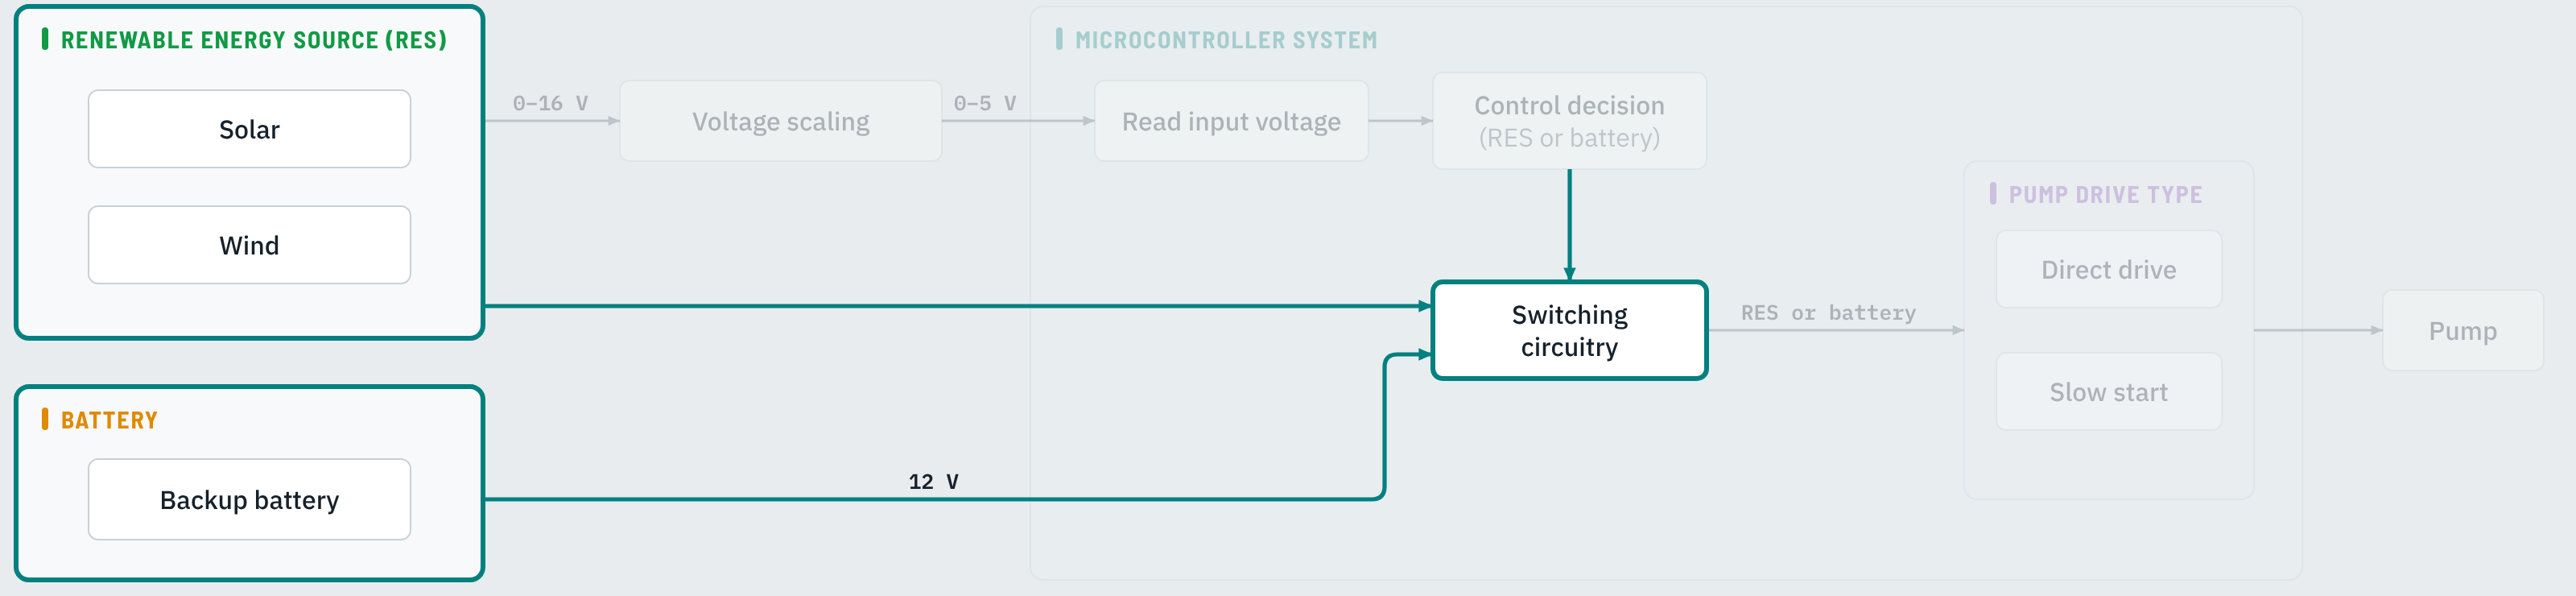 RENEWABLE ENERGY SOURCE (RES)
Solar
Wind
BATTERY
Backup battery
0–16 V
Voltage scaling
0–5 V
12 V
MICROCONTROLLER SYSTEM
Read input voltage
Control decision
(RES or battery)
Switching
circuitry
RES or battery
PUMP DRIVE TYPE
Direct drive
Slow start
Pump